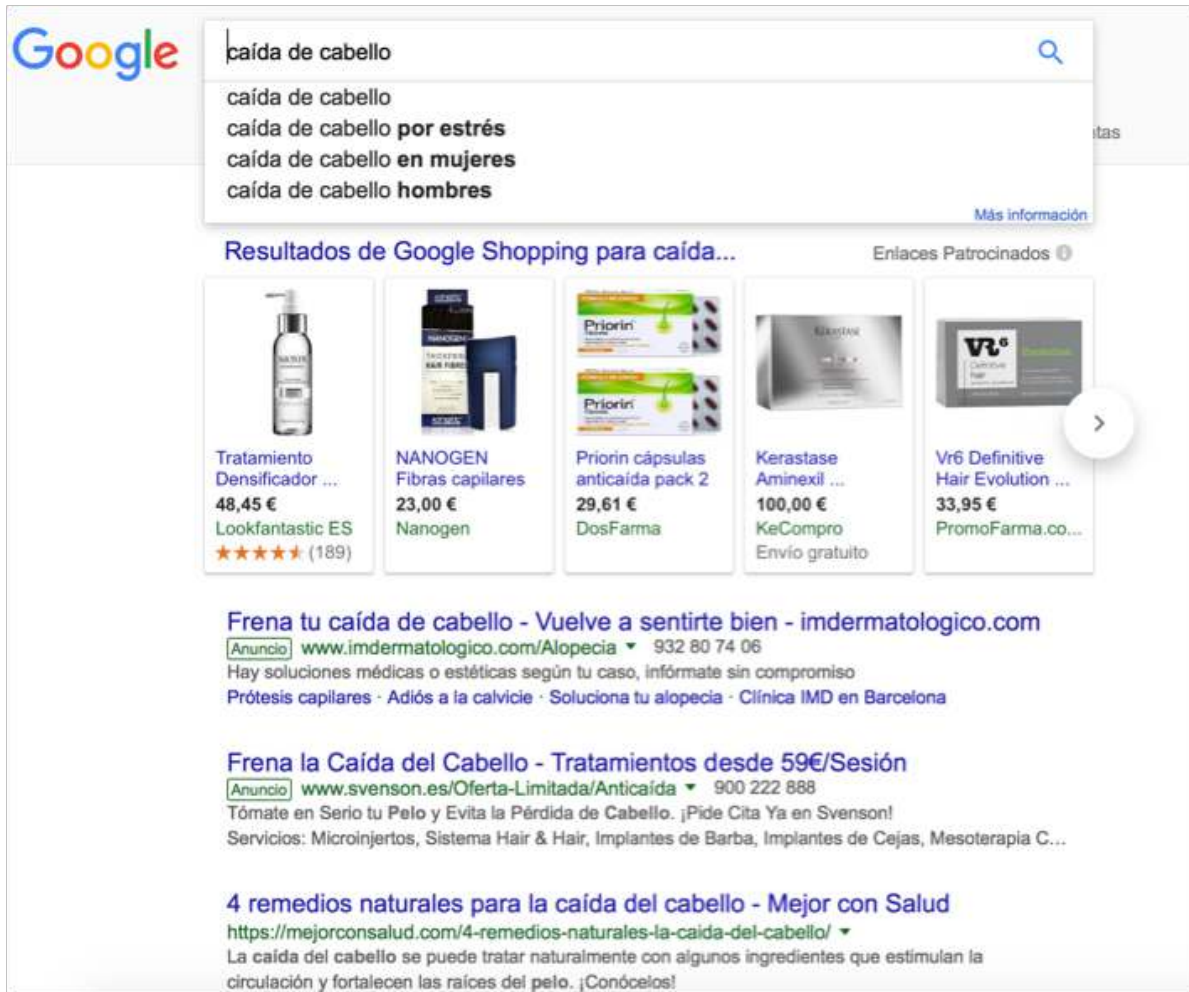 Google
caída de cabello
caída de cabello
caída de cabello por estrés
caída de cabello en mujeres
caída de cabello hombres
tas
Más información
Resultados de Google Shopping para caída...
Enlaces Patrocinados
NANOGEN
HAIR FIBRES
Priorin
Priorin
KERASTASE
VR6
Definitive
hair
Tratamiento
Densificador ...
48,45 €
Lookfantastic ES
(189)
NANOGEN
Fibras capilares
23,00 €
Nanogen
Priorin cápsulas
anticaída pack 2
29,61 €
DosFarma
Kerastase
Aminexil ...
100,00 €
KeCompro
Envío gratuito
Vr6 Definitive
Hair Evolution ...
33,95 €
PromoFarma.co...
Frena tu caída de cabello - Vuelve a sentirte bien - imdermatologico.com
Anuncio www.imdermatologico.com/Alopecia 932 80 74 06
Hay soluciones médicas o estéticas según tu caso, infórmate sin compromiso
Prótesis capilares · Adiós a la calvicie · Soluciona tu alopecia · Clínica IMD en Barcelona
Frena la Caída del Cabello - Tratamientos desde 59€/Sesión
Anuncio www.svenson.es/Oferta-Limitada/Anticaída 900 222 888
Tómate en Serio tu Pelo y Evita la Pérdida de Cabello. ¡Pide Cita Ya en Svenson!
Servicios: Microinjertos, Sistema Hair & Hair, Implantes de Barba, Implantes de Cejas, Mesoterapia C...
4 remedios naturales para la caída del cabello - Mejor con Salud
https://mejorconsalud.com/4-remedios-naturales-la-caida-del-cabello/
La caída del cabello se puede tratar naturalmente con algunos ingredientes que estimulan la
circulación y fortalecen las raíces del pelo. ¡Conócelos!